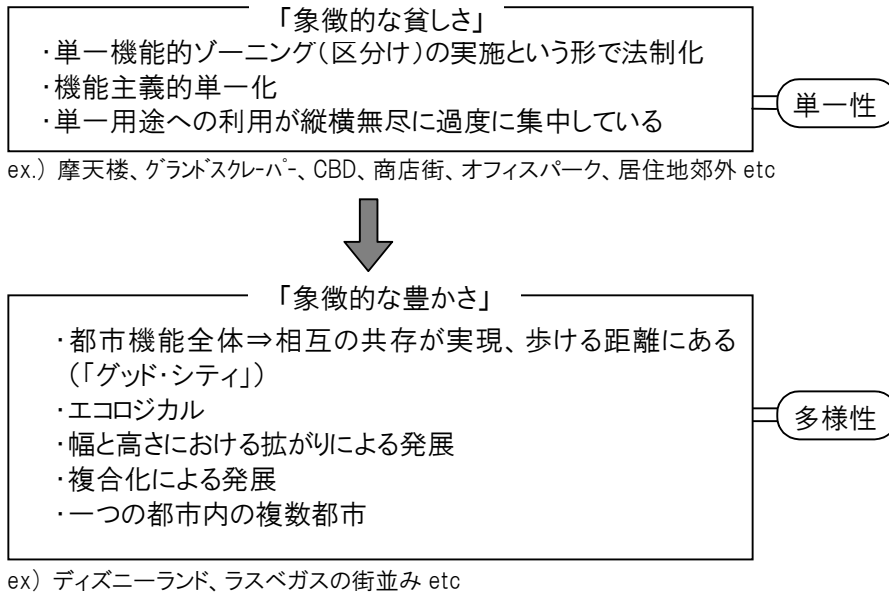 「象徴的な貧しさ」
・単一機能的ゾーニング(区分け)の実施という形で法制化
・機能主義的単一化
・単一用途への利用が縦横無尽に過度に集中している
単一性
ex.) 摩天楼、グランドスクレーパー、CBD、商店街、オフィスパーク、居住地郊外 etc
「象徴的な豊かさ」
・都市機能全体⇒相互の共存が実現、歩ける距離にある
(「グッド・シティ」)
・エコロジカル
・幅と高さにおける拡がりによる発展
・複合化による発展
・一つの都市内の複数都市
多様性
ex) ディズニーランド、ラスベガスの街並み etc